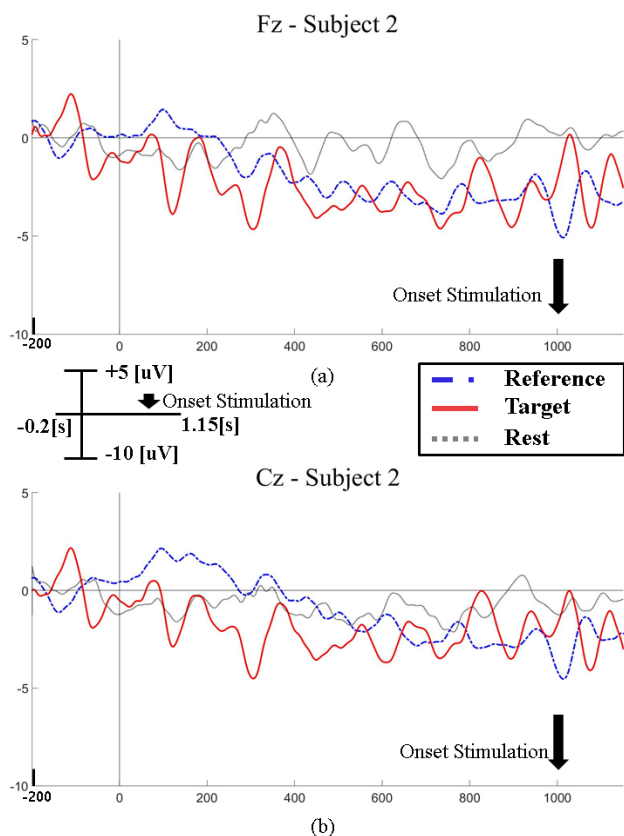 Fz - Subject 2
5
0
-5
-10
Onset Stimulation
-200
0
200
400
600
800
1000
(a)
+5 [uV]
Onset Stimulation
-0.2[s]
1.15[s]
-10 [uV]
Reference
Target
Rest
Cz - Subject 2
5
0
-5
-10
Onset Stimulation
-200
0
200
400
600
800
1000
(b)